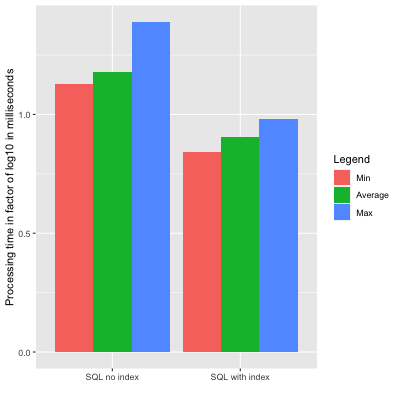 Processing time in factor of log10 in milliseconds
1.0
0.5
0.0
SQL no index
SQL with index
Legend
Min
Average
Max